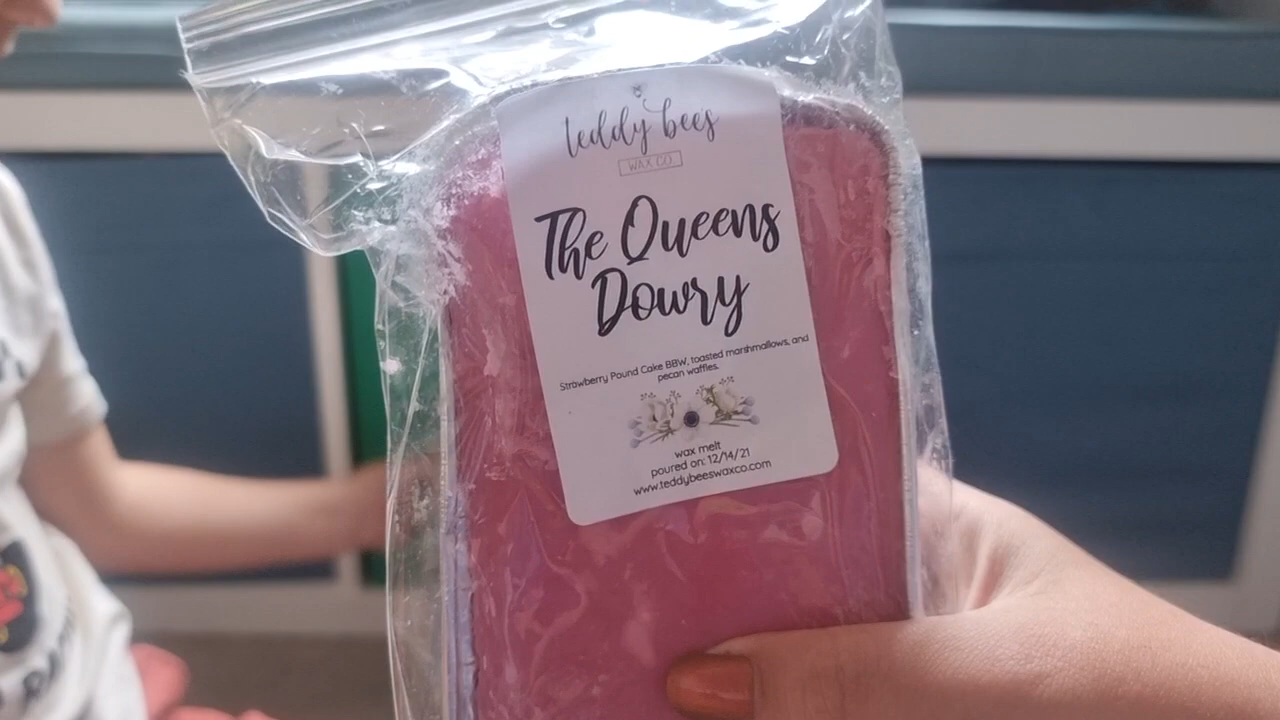 teddy bee's
WAX CO.
The Queens
Dowry
Strawberry Pound Cake BBW, toasted marshmallows, and
pecan waffles.
wax melt
poured on: 12/14/21
www.teddybeeswaxco.com